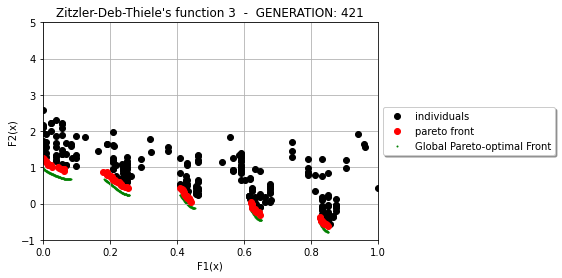 Zitzler-Deb-Thiele's function 3 - GENERATION: 421
5
4
3
2
1
0
-1
F2(x)
0.0 0.2 0.4 0.6 0.8 1.0
F1(x)
individuals
pareto front
Global Pareto-optimal Front